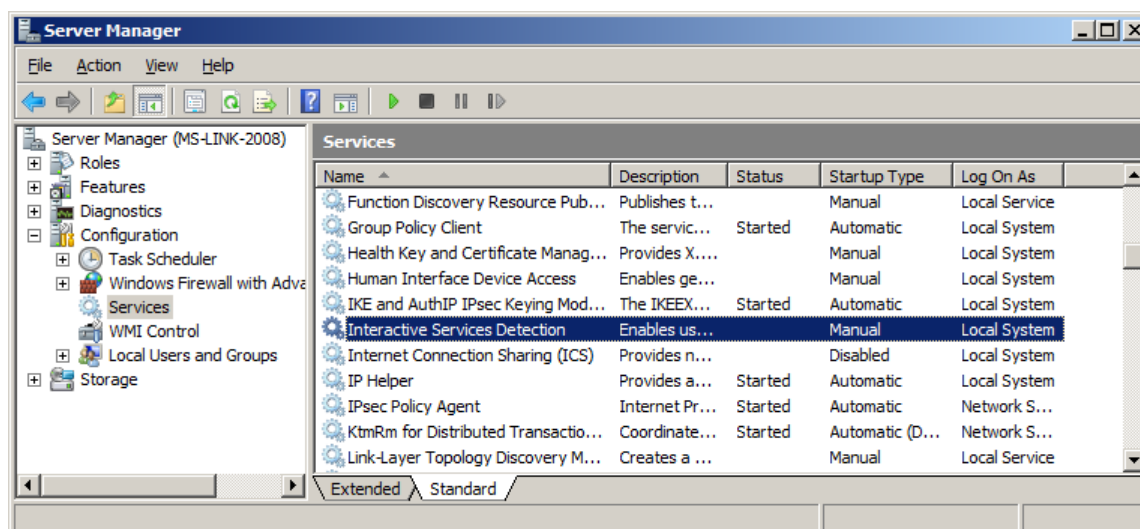 Server Manager
File Action View Help
Server Manager (MS-LINK-2008)
Roles
Features
Diagnostics
Configuration
Task Scheduler
Windows Firewall with Adva
Services
WMI Control
Local Users and Groups
Storage
Services
Name Description Status Startup Type Log On As
Function Discovery Resource Pub... Publishes t... Manual Local Service
Group Policy Client The servic... Started Automatic Local System
Health Key and Certificate Manag... Provides X.... Manual Local System
Human Interface Device Access Enables ge... Manual Local System
IKE and AuthIP IPsec Keying Mod... The IKEEX... Started Automatic Local System
Interactive Services Detection Enables us... Manual Local System
Internet Connection Sharing (ICS) Provides n... Disabled Local System
IP Helper Provides a... Started Automatic Local System
IPsec Policy Agent Internet Pr... Started Automatic Network S...
KtmRm for Distributed Transactio... Coordinate... Started Automatic (D... Network S...
Link-Layer Topology Discovery M... Creates a ... Manual Local Service
Extended Standard